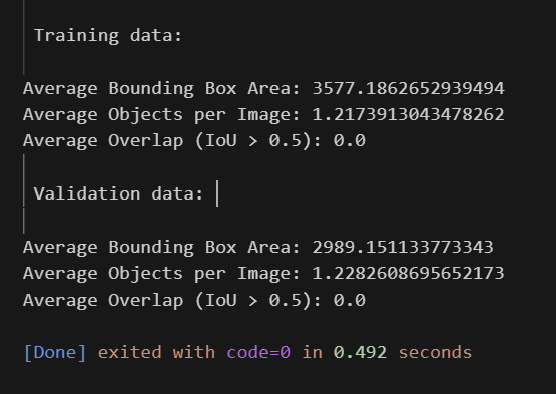 Training data:
Average Bounding Box Area: 3577.1862652939494
Average Objects per Image: 1.2173913043478262
Average Overlap (IoU > 0.5): 0.0
Validation data:
Average Bounding Box Area: 2989.151133773343
Average Objects per Image: 1.2282608695652173
Average Overlap (IoU > 0.5): 0.0
[Done] exited with code=0 in 0.492 seconds